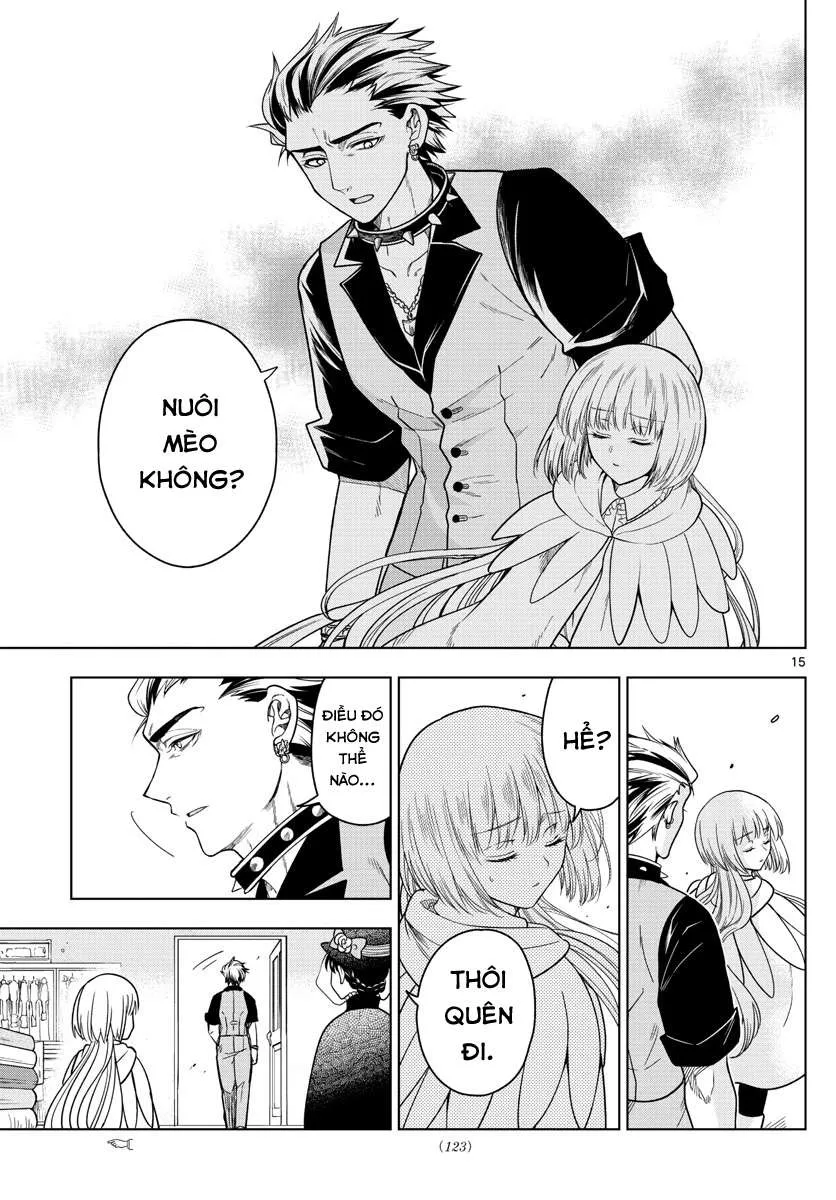 NUÔI
MÈO
KHÔNG?
15
HỂ?
THÔI
QUÊN
ĐI.
ĐIỀU ĐÓ
KHÔNG
THỂ
NÀO...
(123)